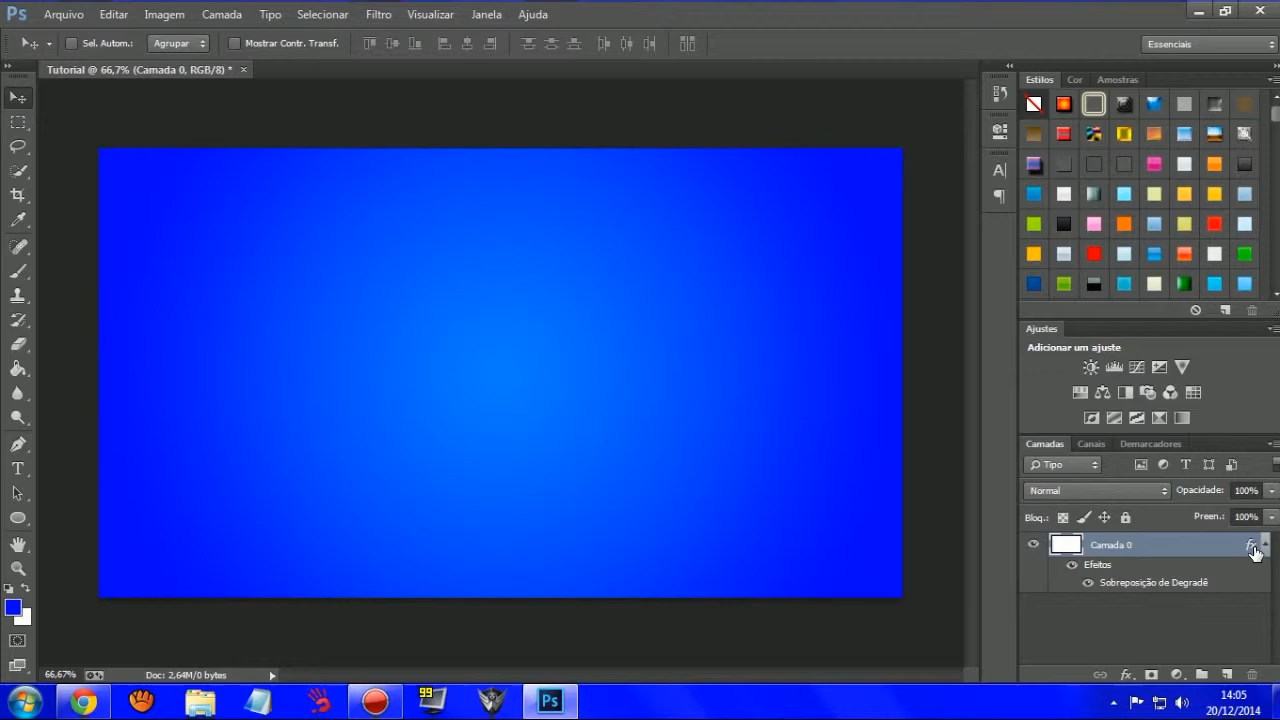 Ps Arquivo Editar Imagem Camada Tipo Selecionar Filtro Visualizar Janela Ajuda
Sel. Autom.: Agrupar Mostrar Contr. Transf. Essenciais
Tutorial @ 66,7% (Camada 0, RGB/8) * ×
Estilos Cor Amostras
Ajustes
Adicionar um ajuste
Camadas Canais Demarcadores
Tipo
Normal Opacidade: 100%
Bloq.: Preen.: 100%
Camada 0 fx
Efeitos
Sobreposição de Degradê
66,67% Doc: 2,64M/0 bytes
99 Ps
14:05
20/12/2014